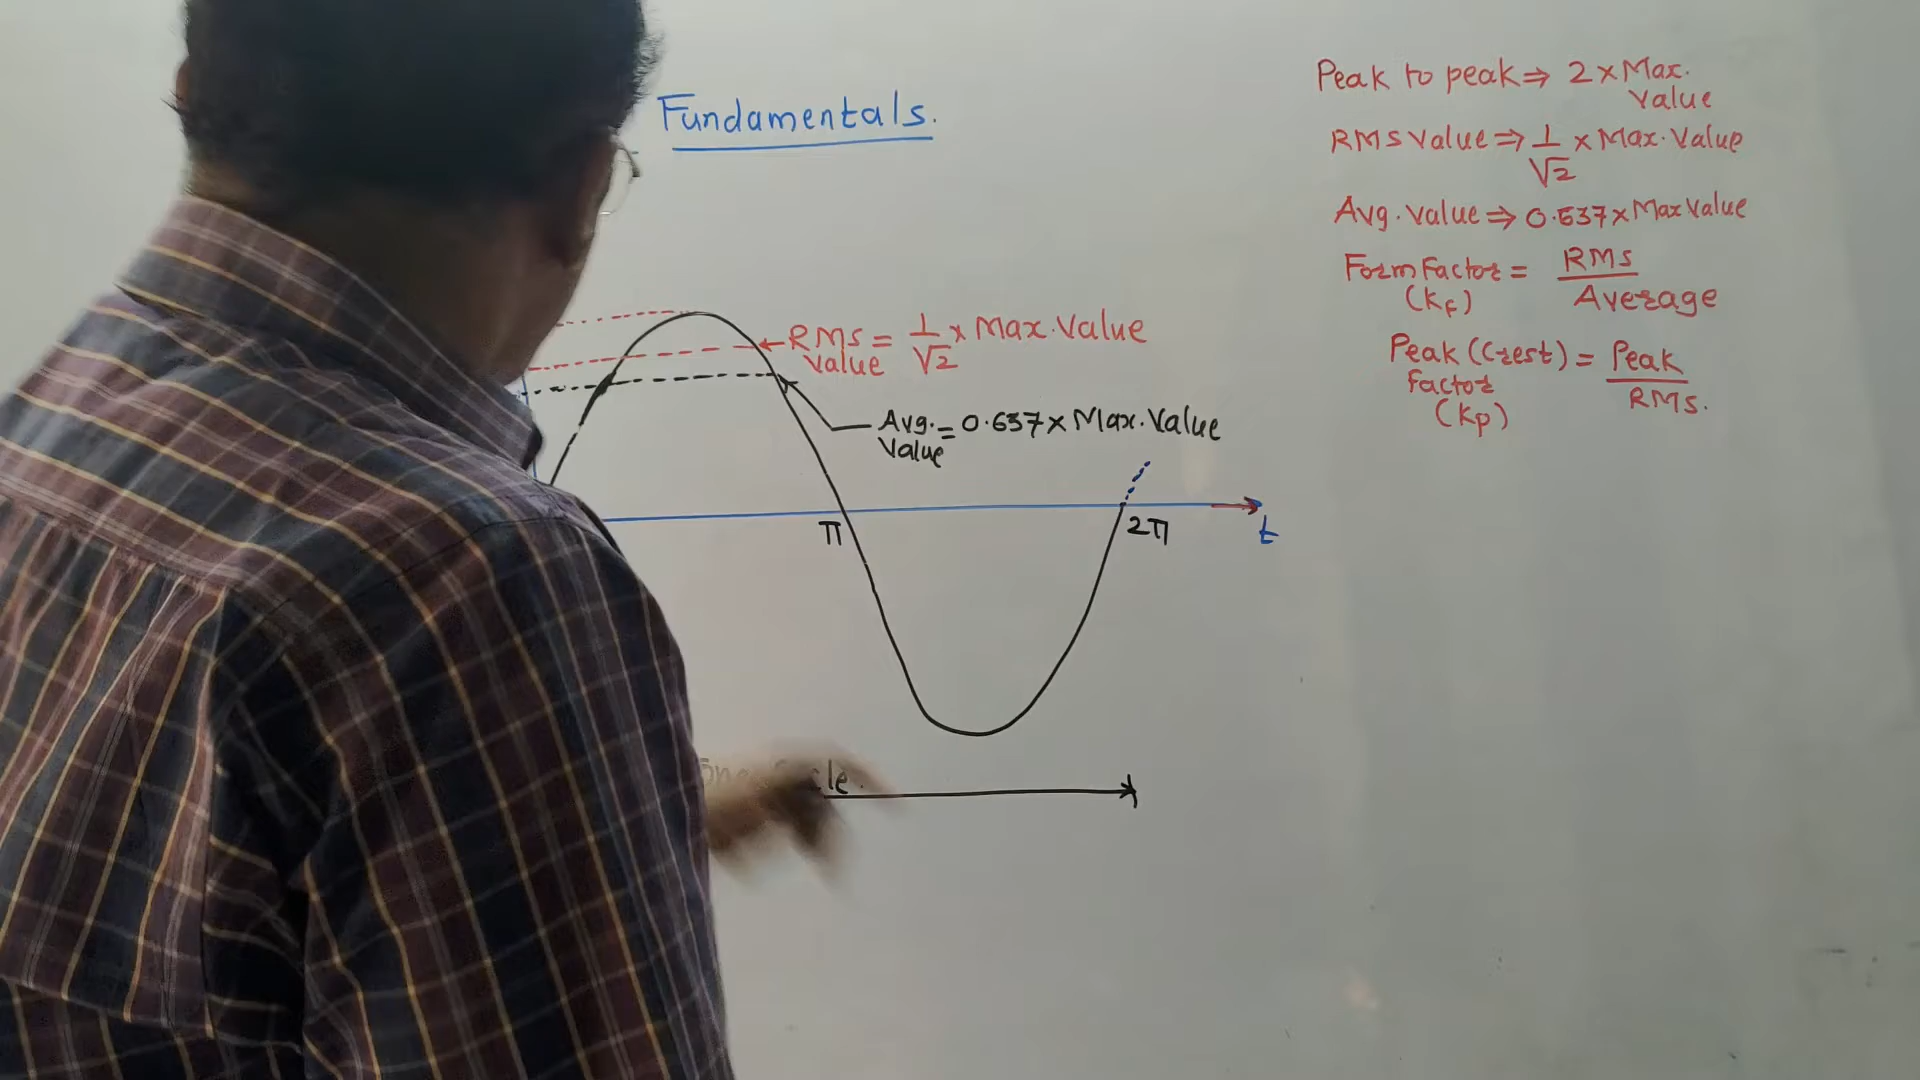 Fundamentals.
Peak to peak ⇒ 2 × Max.
Value
RMS Value ⇒ 1/√2 × Max. Value
Avg. Value ⇒ 0.637 × Max Value
Form Factor = RMS/Average
(Kf)
Peak (Crest) = Peak/RMS.
Factor
(Kp)
RMS = 1/√2 × Max. Value
Value
Avg. = 0.637 × Max. Value
Value
π
2π
t